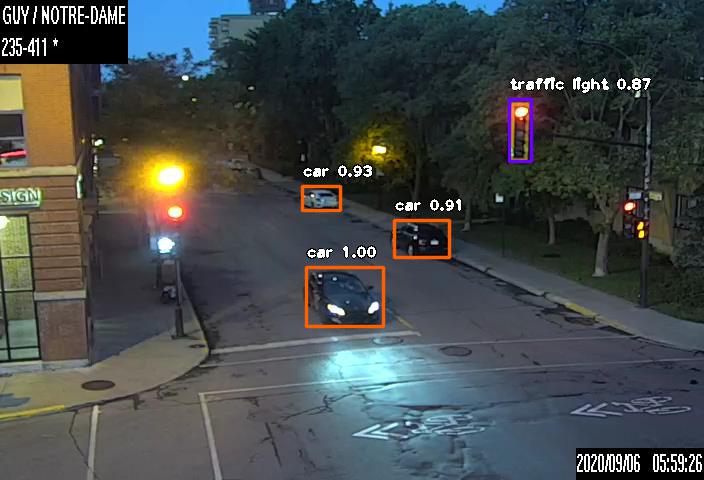 GUY / NOTRE-DAME
235-411 *
traffic light 0.87
car 0.93
car 0.91
SIGN
car 1.00
2020/09/06 05:59:26